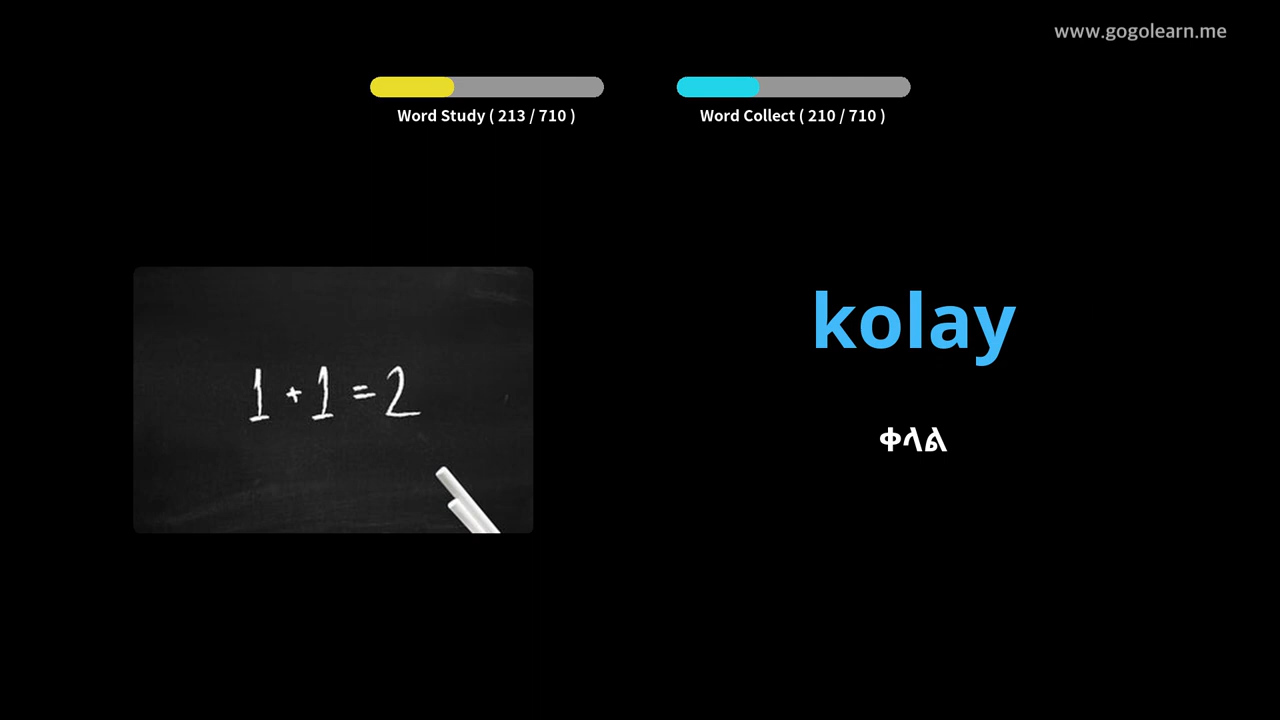 www.gogolearn.me
Word Study ( 213 / 710 )
Word Collect ( 210 / 710 )
1 + 1 = 2
kolay
ቀላል